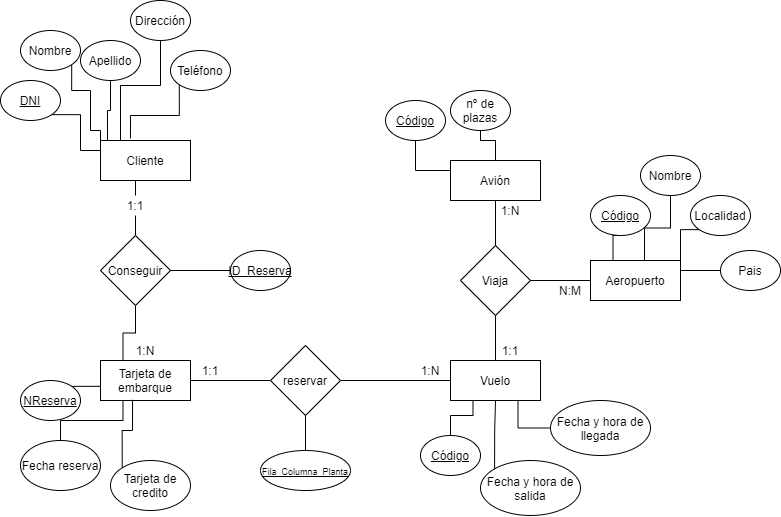 Dirección
Nombre
Apellido
Teléfono
DNI
Cliente
1:1
Conseguir
ID_Reserva
1:N
Tarjeta de
embarque
NReserva
Fecha reserva
Tarjeta de
credito
1:1
reservar
1:N
Fila_Columna_Planta
nº de
plazas
Código
Avión
1:N
Viaja
N:M
1:1
Nombre
Código
Localidad
Pais
Aeropuerto
Vuelo
Código
Fecha y hora de
llegada
Fecha y hora de
salida